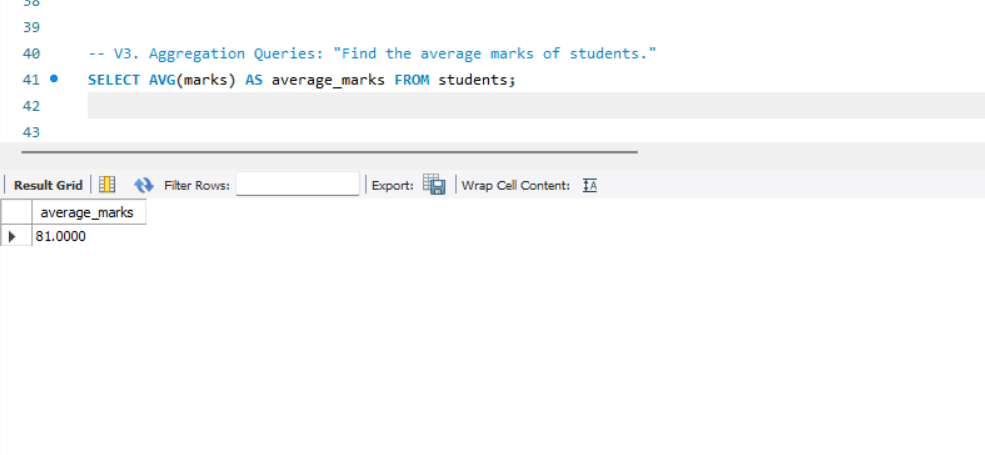 38
39
40 -- V3. Aggregation Queries: "Find the average marks of students."
41 SELECT AVG(marks) AS average_marks FROM students;
42
43
Result Grid Filter Rows: Export: Wrap Cell Content: IA
average_marks
81.0000